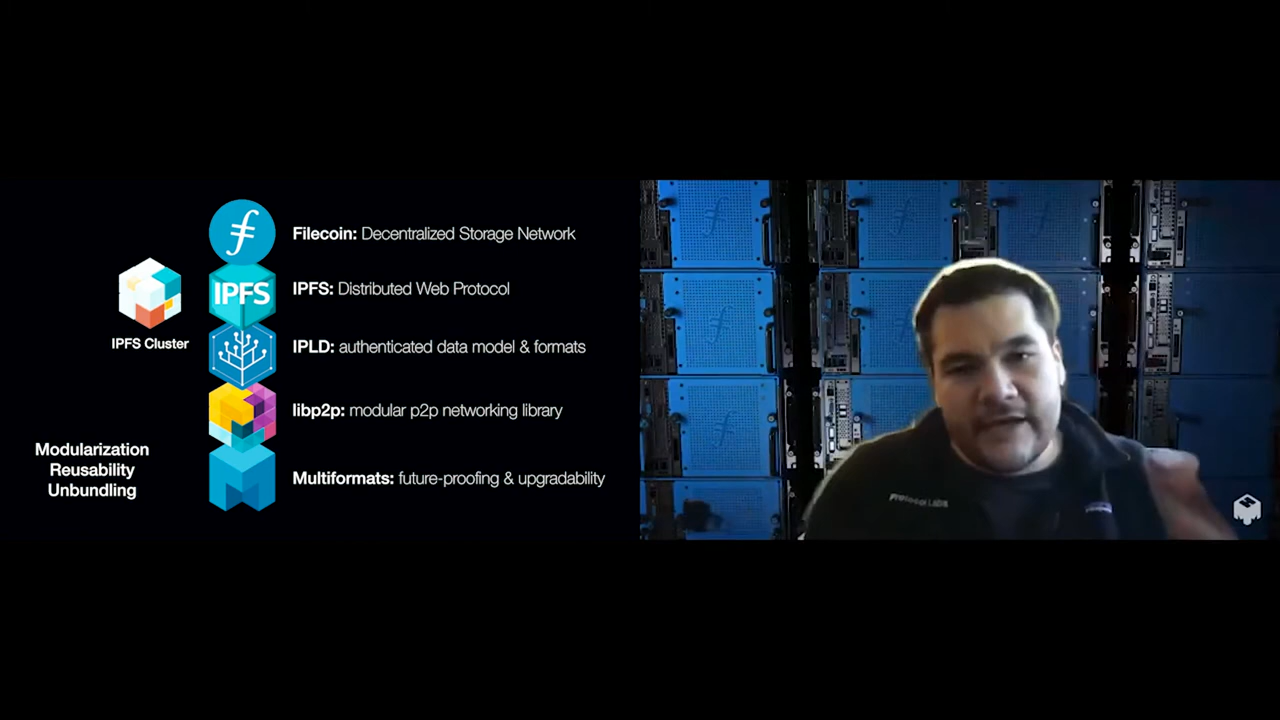 Filecoin: Decentralized Storage Network
IPFS
IPFS: Distributed Web Protocol
IPFS Cluster
IPLD: authenticated data model & formats
libp2p: modular p2p networking library
Modularization
Reusability
Unbundling
Multiformats: future-proofing & upgradability
Protocol Labs